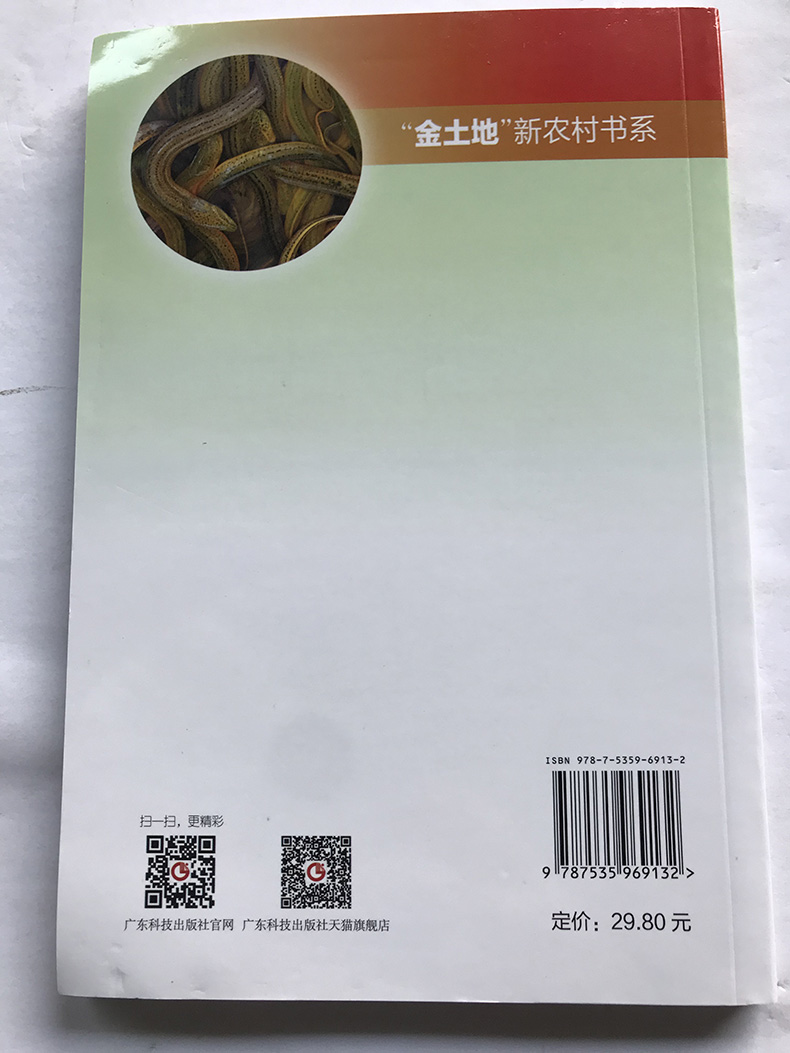 “金土地”新农村书系
ISBN 978-7-5359-6913-2
扫一扫，更精彩
9 787535 969132 >
广东科技出版社官网 广东科技出版社天猫旗舰店
定价：29.80 元